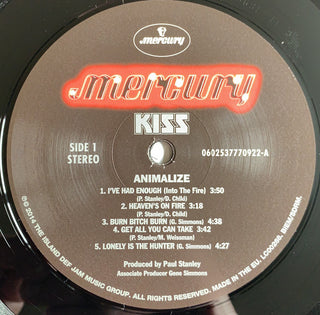 mercury
mercury
KISS
SIDE 1
STEREO
0602537770922-A
ANIMALIZE
1. I'VE HAD ENOUGH (Into The Fire) 3:50
(P. Stanley/D. Child)
2. HEAVEN'S ON FIRE 3:18
(P. Stanley/D. Child)
3. BURN BITCH BURN (G. Simmons) 4:38
4. GET ALL YOU CAN TAKE 3:42
(P. Stanley/M. Weissman)
5. LONELY IS THE HUNTER (G. Simmons) 4:27
Produced by Paul Stanley
Associate Producer Gene Simmons
℗© 2014 THE ISLAND DEF JAM MUSIC GROUP. ALL RIGHTS RESERVED. MADE IN THE EU. LC00268. BIEM/SDRM.